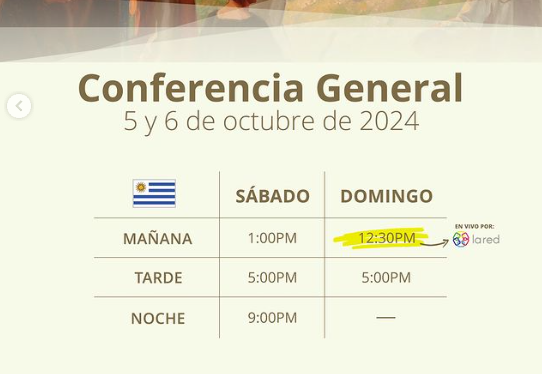 Conferencia General
5 y 6 de octubre de 2024
SÁBADO DOMINGO
EN VIVO POR:
MAÑANA 1:00PM 12:30PM lared
TARDE 5:00PM 5:00PM
NOCHE 9:00PM —